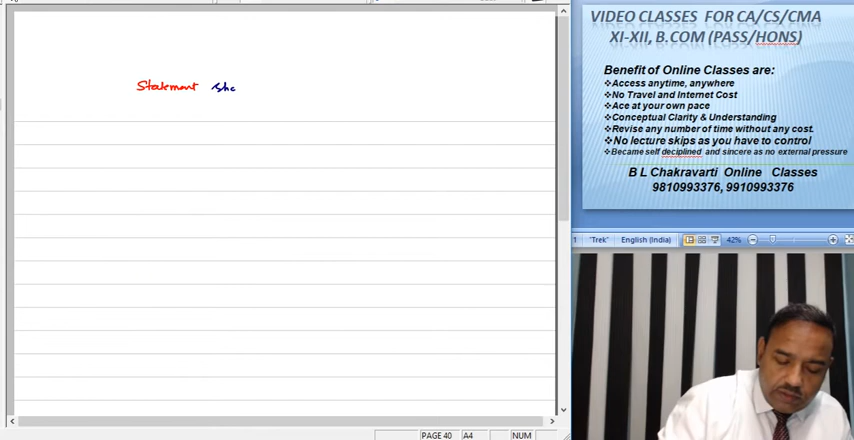 Statement Sho
VIDEO CLASSES FOR CA/CS/CMA
XI-XII, B.COM (PASS/HONS)
Benefit of Online Classes are:
❖Access anytime, anywhere
❖No Travel and Internet Cost
❖Ace at your own pace
❖Conceptual Clarity & Understanding
❖Revise any number of time without any cost.
❖No lecture skips as you have to control
❖Became self deciplined and sincere as no external pressure
B L Chakravarti Online Classes
9810993376, 9910993376
1 "Trek" English (India) 42%
PAGE 40 A4 NUM